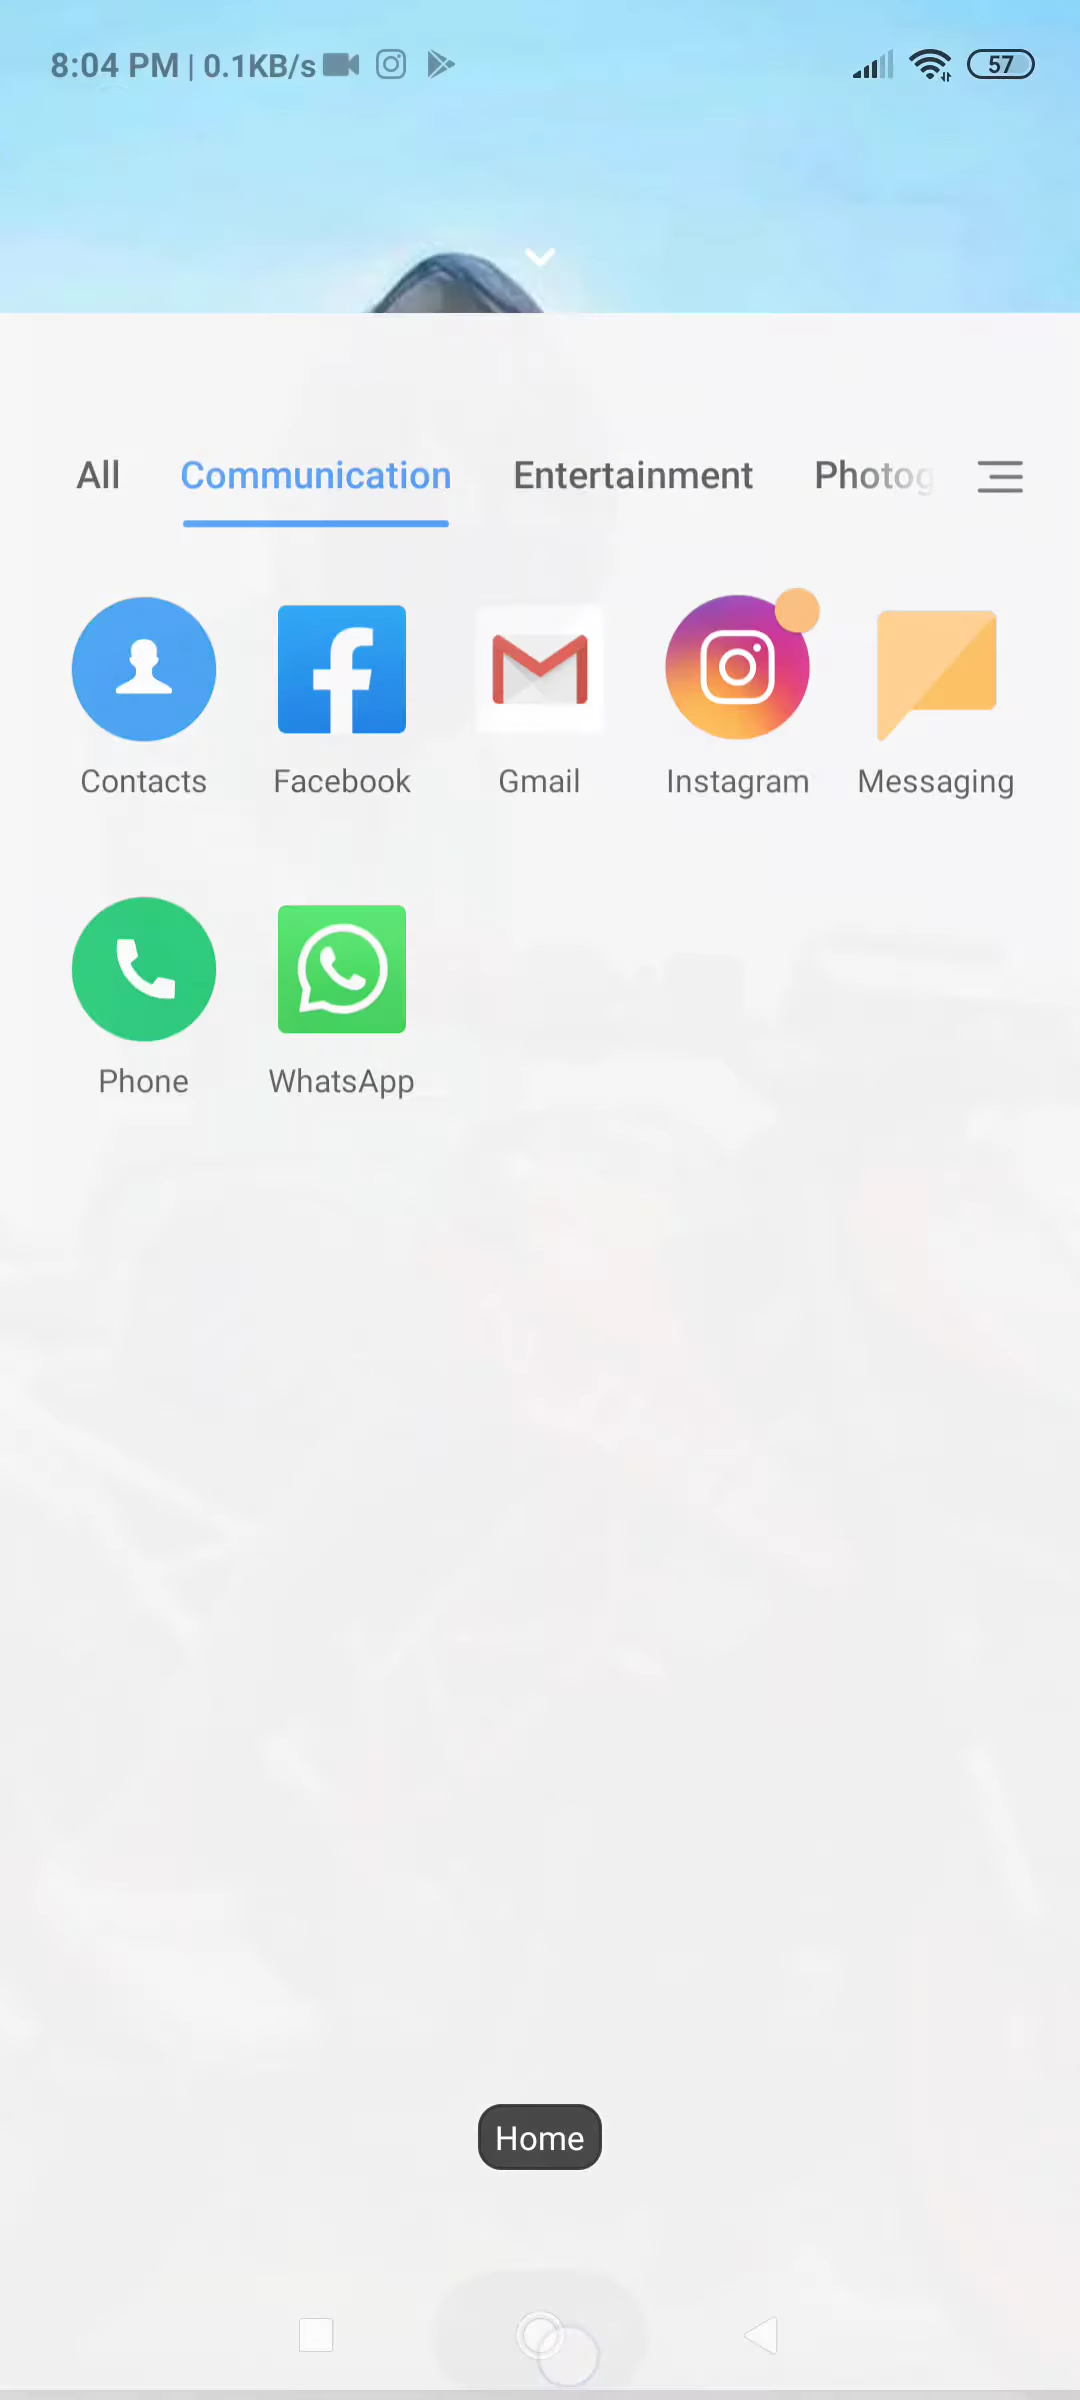 8:04 PM | 0.1KB/s 57
All Communication Entertainment Photog
Contacts Facebook Gmail Instagram Messaging
Phone WhatsApp
Home